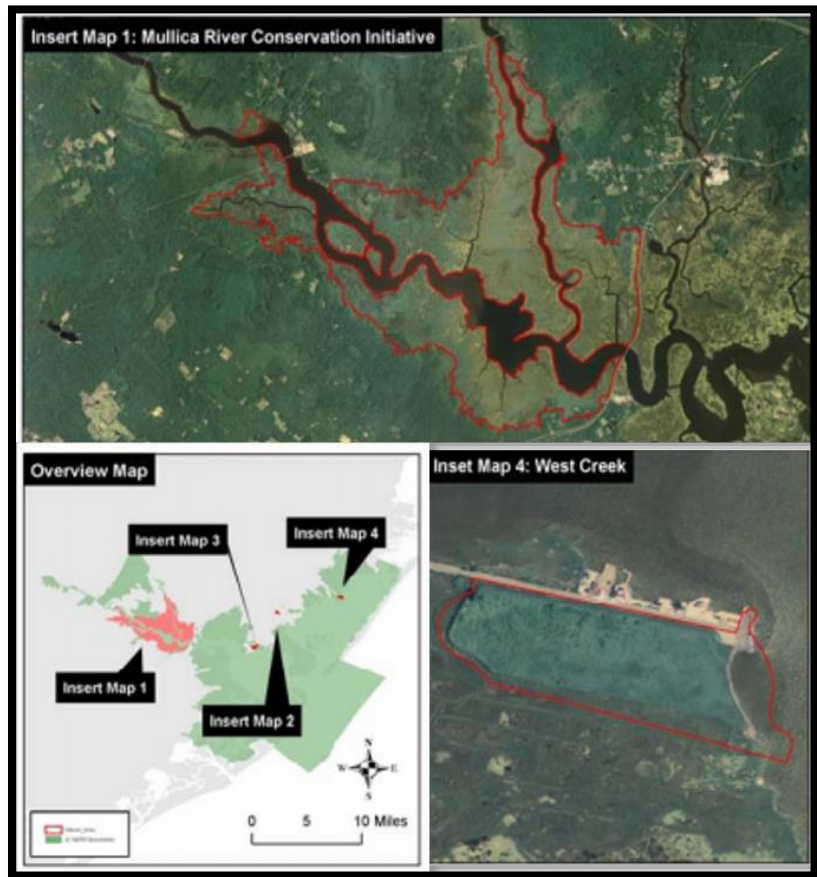 Insert Map 1: Mullica River Conservation Initiative
Overview Map
Insert Map 3
Insert Map 4
Insert Map 1
Insert Map 2
N
W E
S
0 5 10 Miles
Boundaries
Inset Map 4: West Creek